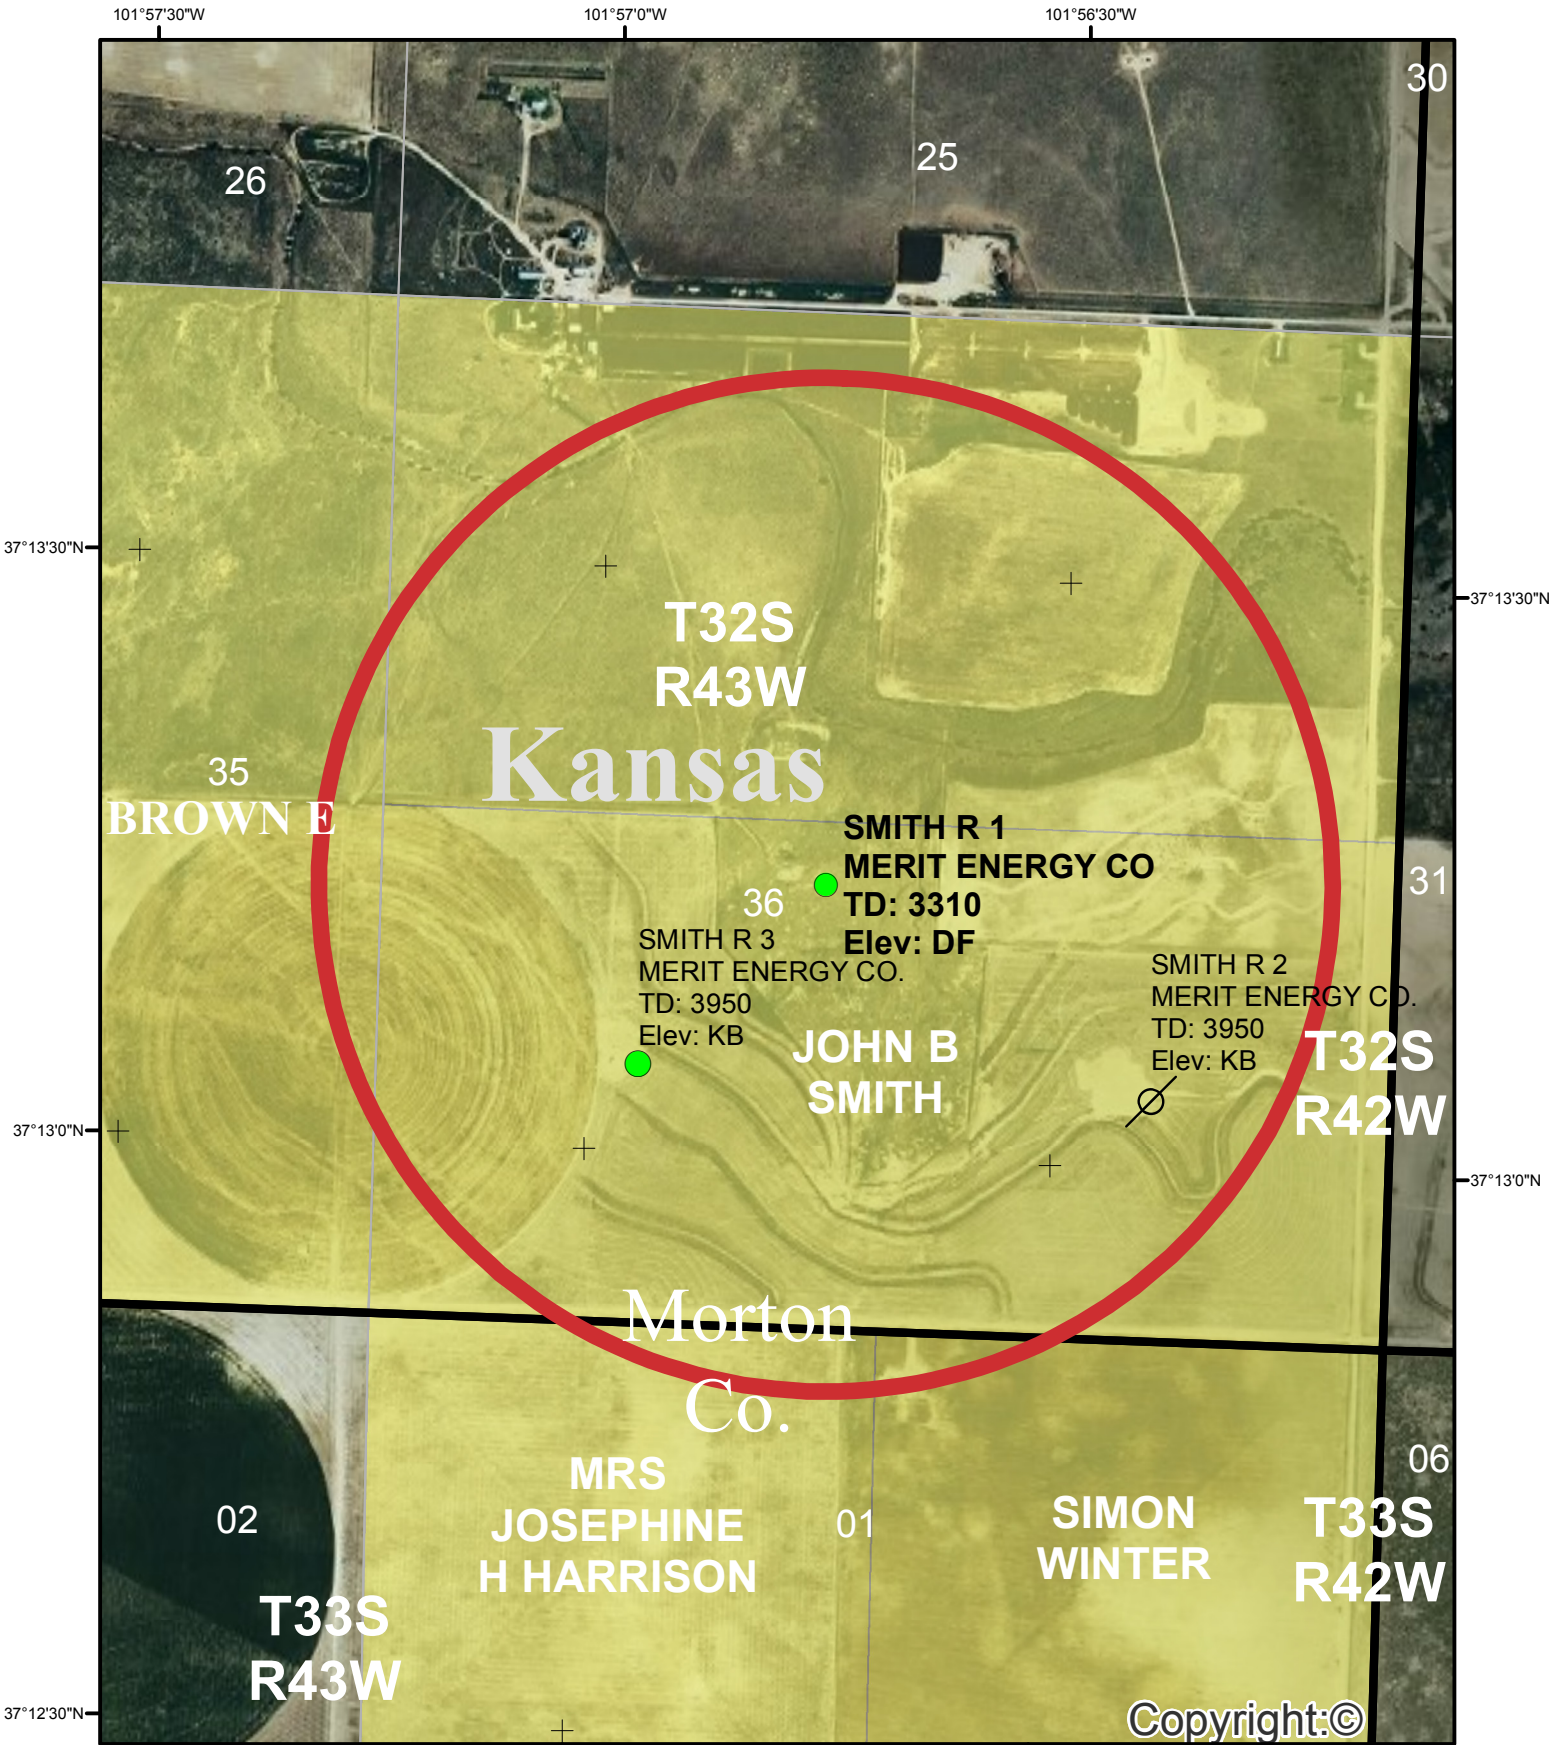 101°57'30"W
101°57'0"W
101°56'30"W
30
25
26
37°13'30"N
37°13'30"N
T32S
R43W
Kansas
35
BROWN E
SMITH R 1
MERIT ENERGY CO
TD: 3310
Elev: DF
36
31
SMITH R 3
MERIT ENERGY CO.
TD: 3950
Elev: KB
SMITH R 2
MERIT ENERGY CO.
TD: 3950
Elev: KB
JOHN B
SMITH
T32S
R42W
37°13'0"N
37°13'0"N
Morton
Co.
MRS
JOSEPHINE
H HARRISON
02
01
SIMON
WINTER
06
T33S
R42W
T33S
R43W
37°12'30"N
Copyright:©